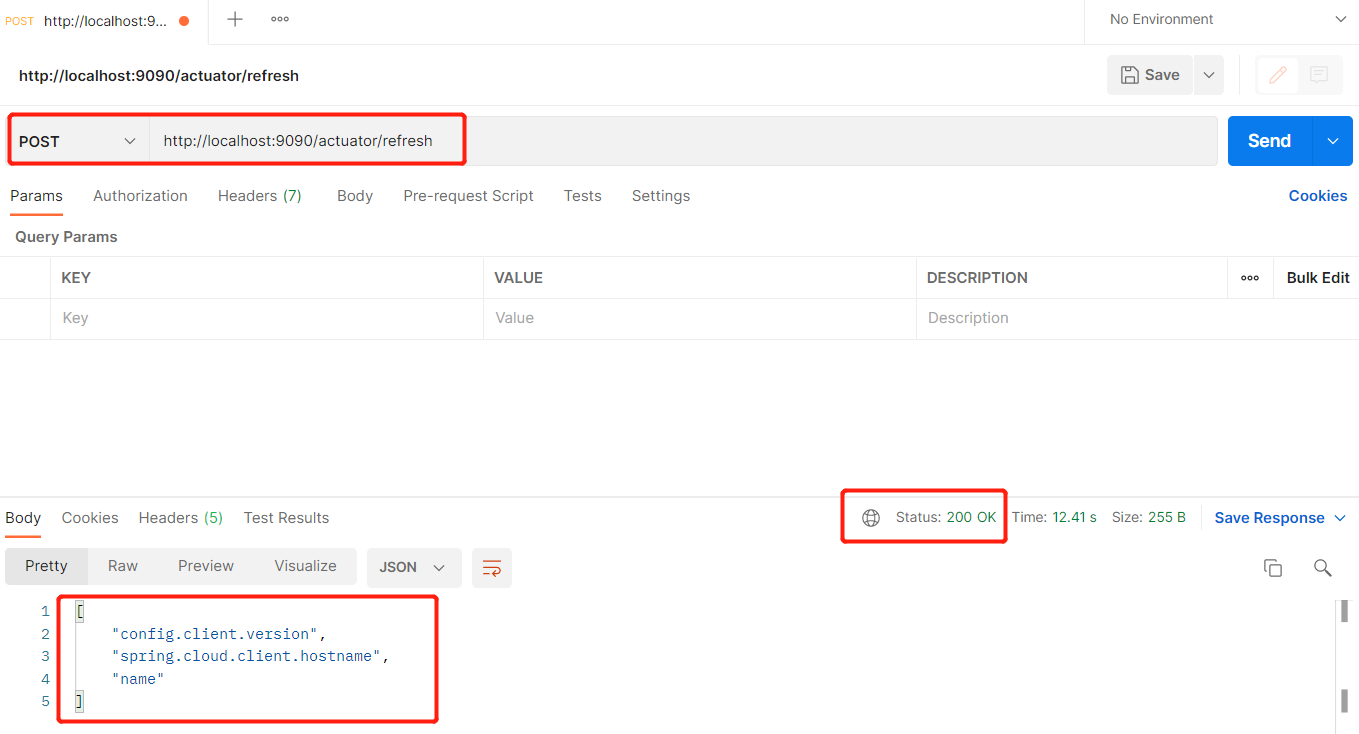 POST http://localhost:9... No Environment
http://localhost:9090/actuator/refresh Save
POST http://localhost:9090/actuator/refresh Send
Params Authorization Headers (7) Body Pre-request Script Tests Settings Cookies
Query Params
KEY VALUE DESCRIPTION Bulk Edit
Key Value Description
Body Cookies Headers (5) Test Results Status: 200 OK Time: 12.41 s Size: 255 B Save Response
Pretty Raw Preview Visualize JSON
1 [
2 "config.client.version",
3 "spring.cloud.client.hostname",
4 "name"
5 ]